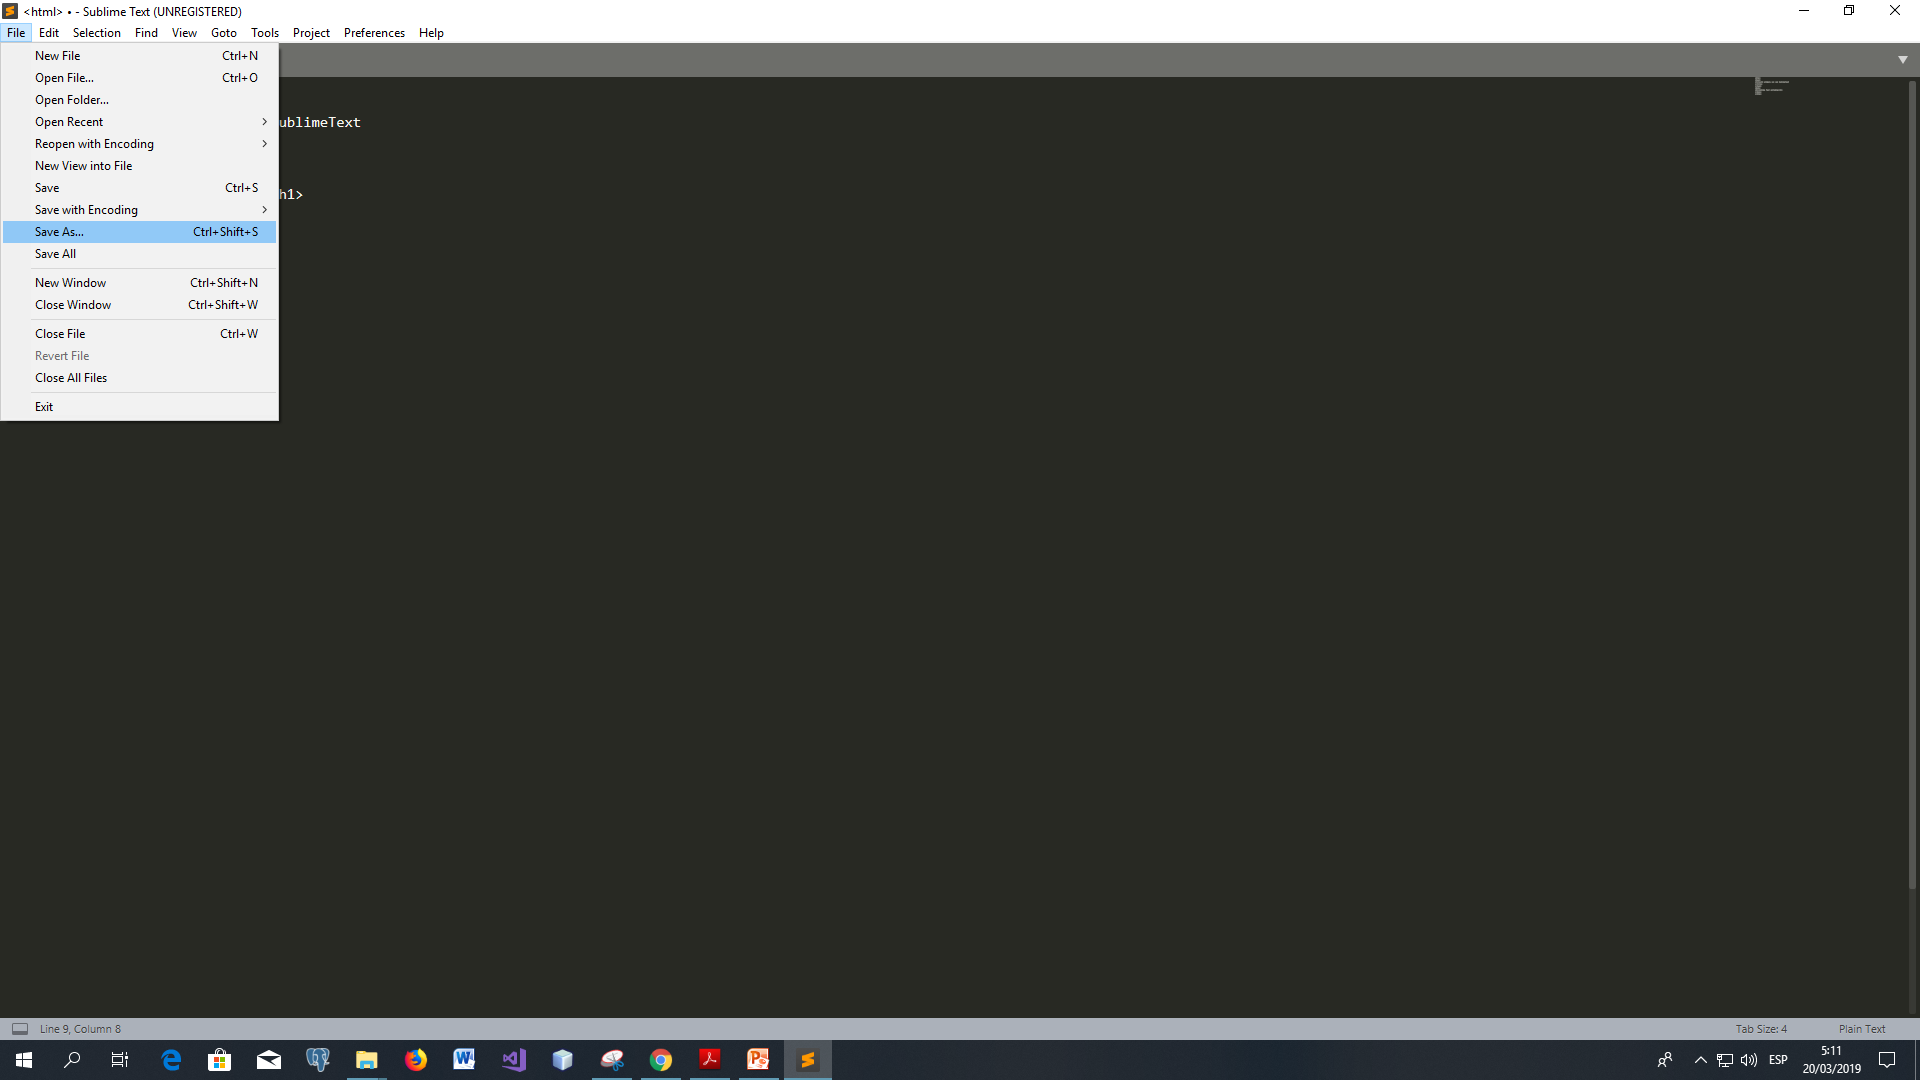 <html> • - Sublime Text (UNREGISTERED)
File Edit Selection Find View Goto Tools Project Preferences Help
New File Ctrl+N
Open File... Ctrl+O
Open Folder...
Open Recent
ublimeText
Reopen with Encoding
New View into File
Save Ctrl+S
h1>
Save with Encoding
Save As... Ctrl+Shift+S
Save All
New Window Ctrl+Shift+N
Close Window Ctrl+Shift+W
Close File Ctrl+W
Revert File
Close All Files
Exit
Line 9, Column 8 Tab Size: 4 Plain Text
ESP 5:11
20/03/2019